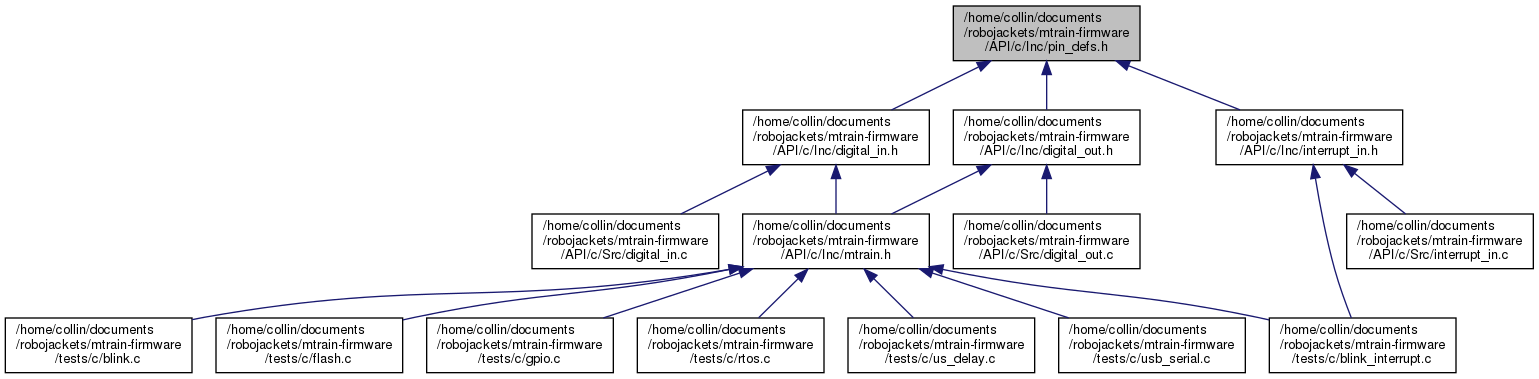 /home/collin/documents
/robojackets/mtrain-firmware
/API/c/Inc/pin_defs.h
/home/collin/documents
/robojackets/mtrain-firmware
/API/c/Inc/digital_in.h
/home/collin/documents
/robojackets/mtrain-firmware
/API/c/Inc/digital_out.h
/home/collin/documents
/robojackets/mtrain-firmware
/API/c/Inc/interrupt_in.h
/home/collin/documents
/robojackets/mtrain-firmware
/API/c/Src/digital_in.c
/home/collin/documents
/robojackets/mtrain-firmware
/API/c/Inc/mtrain.h
/home/collin/documents
/robojackets/mtrain-firmware
/API/c/Src/digital_out.c
/home/collin/documents
/robojackets/mtrain-firmware
/API/c/Src/interrupt_in.c
/home/collin/documents
/robojackets/mtrain-firmware
/tests/c/blink.c
/home/collin/documents
/robojackets/mtrain-firmware
/tests/c/flash.c
/home/collin/documents
/robojackets/mtrain-firmware
/tests/c/gpio.c
/home/collin/documents
/robojackets/mtrain-firmware
/tests/c/rtos.c
/home/collin/documents
/robojackets/mtrain-firmware
/tests/c/us_delay.c
/home/collin/documents
/robojackets/mtrain-firmware
/tests/c/usb_serial.c
/home/collin/documents
/robojackets/mtrain-firmware
/tests/c/blink_interrupt.c